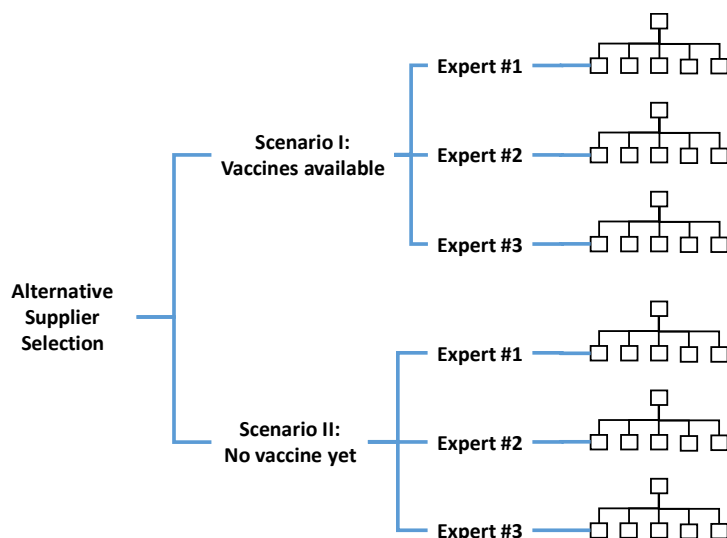 Expert #1
Scenario I:
Vaccines available
Expert #2
Expert #3
Alternative
Supplier
Selection
Expert #1
Scenario II:
No vaccine yet
Expert #2
Expert #3